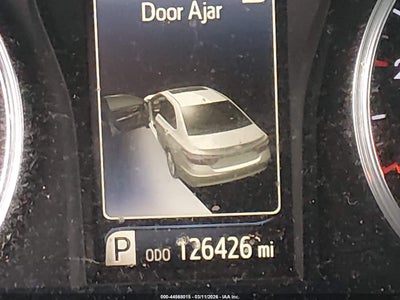 Door Ajar
P ODO 126426 mi
000-44568015 - 03/11/2026 - IAA Inc.